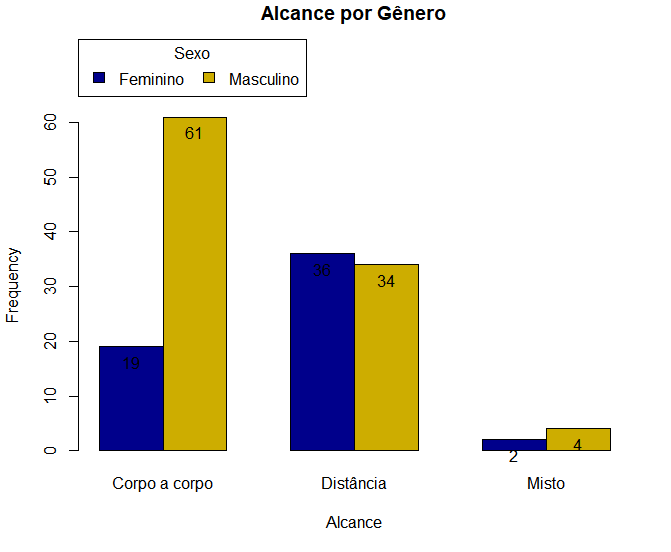 Alcance por Gênero
Sexo
Feminino Masculino
Frequency
60
50
40
30
20
10
0
19
61
36
34
2
4
Corpo a corpo Distância Misto
Alcance